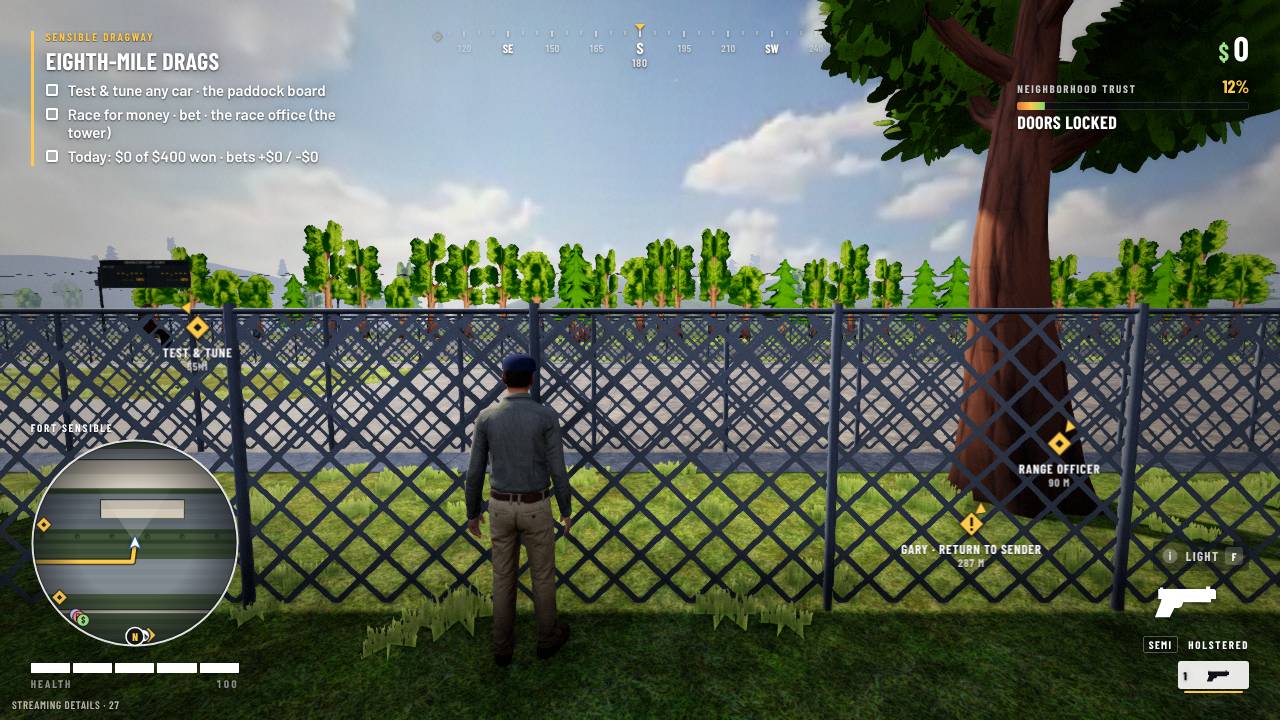 SENSIBLE DRAGWAY
EIGHTH-MILE DRAGS
Test & tune any car · the paddock board
Race for money · bet · the race office (the
tower)
Today: $0 of $400 won · bets +$0 / -$0
120 SE 150 165 S 195 210 SW 240
180
$ 0
NEIGHBORHOOD TRUST 12%
DOORS LOCKED
TEST & TUNE
RANGE OFFICER
90 M
GARY · RETURN TO SENDER
287 M
FORT SENSIBLE
N
$
HEALTH 100
STREAMING DETAILS · 27
LIGHT F
SEMI HOLSTERED
1